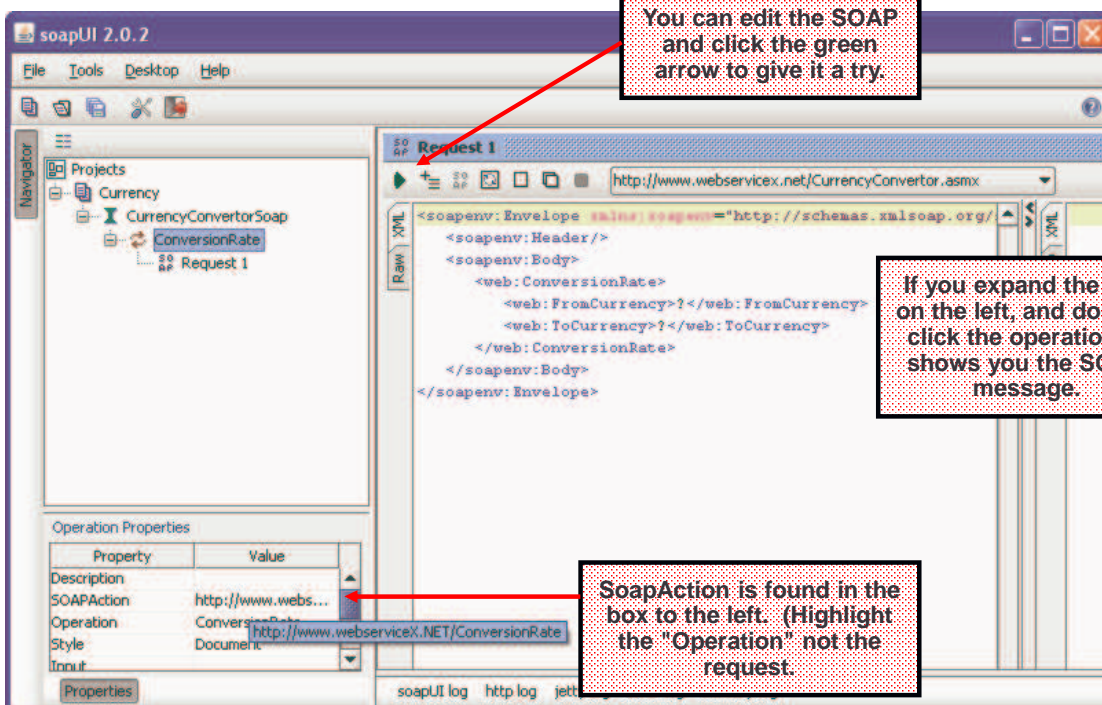 You can edit the SOAP
and click the green
arrow to give it a try.
soapUI 2.0.2
File Tools Desktop Help
Navigator
Projects
Currency
CurrencyConvertorSoap
ConversionRate
SOAP Request 1
SOAP Request 1
http://www.webservicex.net/CurrencyConvertor.asmx
XML
Raw
XML
<soapenv:Envelope xmlns:soapenv="http://schemas.xmlsoap.org/
<soapenv:Header/>
<soapenv:Body>
<web:ConversionRate>
<web:FromCurrency>?</web:FromCurrency>
<web:ToCurrency>?</web:ToCurrency>
</web:ConversionRate>
</soapenv:Body>
</soapenv:Envelope>
If you expand the
on the left, and do
click the operatio
shows you the SO
message.
Operation Properties
Property Value
Description
SOAPAction http://www.webs...
Operation
Style Document
Input
http://www.webserviceX.NET/ConversionRate
SoapAction is found in the
box to the left. (Highlight
the "Operation" not the
request.
Properties
soapUI log http log jett